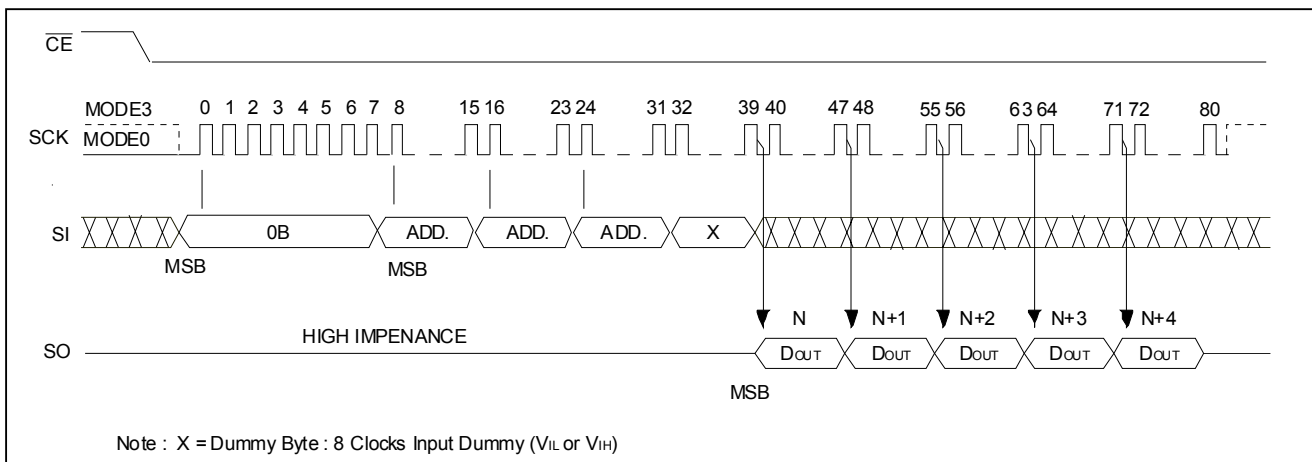 CE
MODE3 0 1 2 3 4 5 6 7 8 15 16 23 24 31 32 39 40 47 48 55 56 63 64 71 72 80
SCK MODE0
SI 0B ADD. ADD. ADD. X
MSB MSB
N N+1 N+2 N+3 N+4
HIGH IMPENANCE
SO DOUT DOUT DOUT DOUT DOUT
MSB
Note : X = Dummy Byte : 8 Clocks Input Dummy (VIL or VIH)